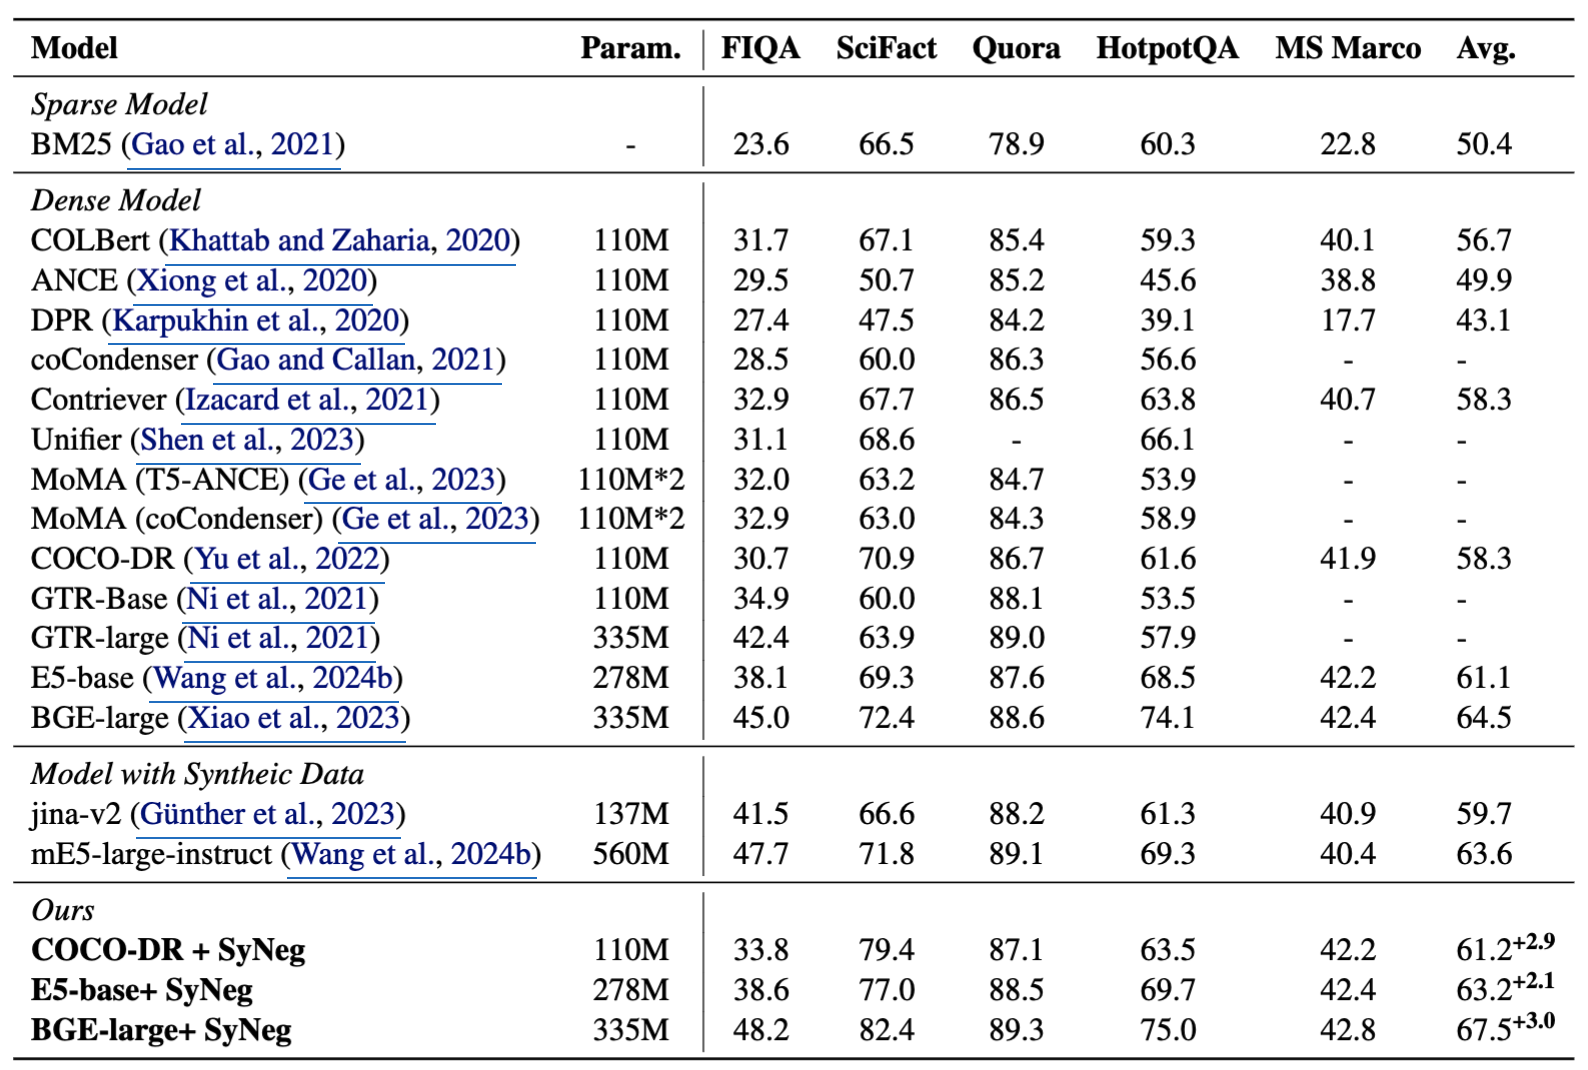 Model Param. FIQA SciFact Quora HotpotQA MS Marco Avg.
Sparse Model
BM25 (Gao et al., 2021) - 23.6 66.5 78.9 60.3 22.8 50.4
Dense Model
COLBert (Khattab and Zaharia, 2020) 110M 31.7 67.1 85.4 59.3 40.1 56.7
ANCE (Xiong et al., 2020) 110M 29.5 50.7 85.2 45.6 38.8 49.9
DPR (Karpukhin et al., 2020) 110M 27.4 47.5 84.2 39.1 17.7 43.1
coCondenser (Gao and Callan, 2021) 110M 28.5 60.0 86.3 56.6 - -
Contriever (Izacard et al., 2021) 110M 32.9 67.7 86.5 63.8 40.7 58.3
Unifier (Shen et al., 2023) 110M 31.1 68.6 - 66.1 - -
MoMA (T5-ANCE) (Ge et al., 2023) 110M*2 32.0 63.2 84.7 53.9 - -
MoMA (coCondenser) (Ge et al., 2023) 110M*2 32.9 63.0 84.3 58.9 - -
COCO-DR (Yu et al., 2022) 110M 30.7 70.9 86.7 61.6 41.9 58.3
GTR-Base (Ni et al., 2021) 110M 34.9 60.0 88.1 53.5 - -
GTR-large (Ni et al., 2021) 335M 42.4 63.9 89.0 57.9 - -
E5-base (Wang et al., 2024b) 278M 38.1 69.3 87.6 68.5 42.2 61.1
BGE-large (Xiao et al., 2023) 335M 45.0 72.4 88.6 74.1 42.4 64.5
Model with Syntheic Data
jina-v2 (Günther et al., 2023) 137M 41.5 66.6 88.2 61.3 40.9 59.7
mE5-large-instruct (Wang et al., 2024b) 560M 47.7 71.8 89.1 69.3 40.4 63.6
Ours
COCO-DR + SyNeg 110M 33.8 79.4 87.1 63.5 42.2 61.2+2.9
E5-base+ SyNeg 278M 38.6 77.0 88.5 69.7 42.4 63.2+2.1
BGE-large+ SyNeg 335M 48.2 82.4 89.3 75.0 42.8 67.5+3.0